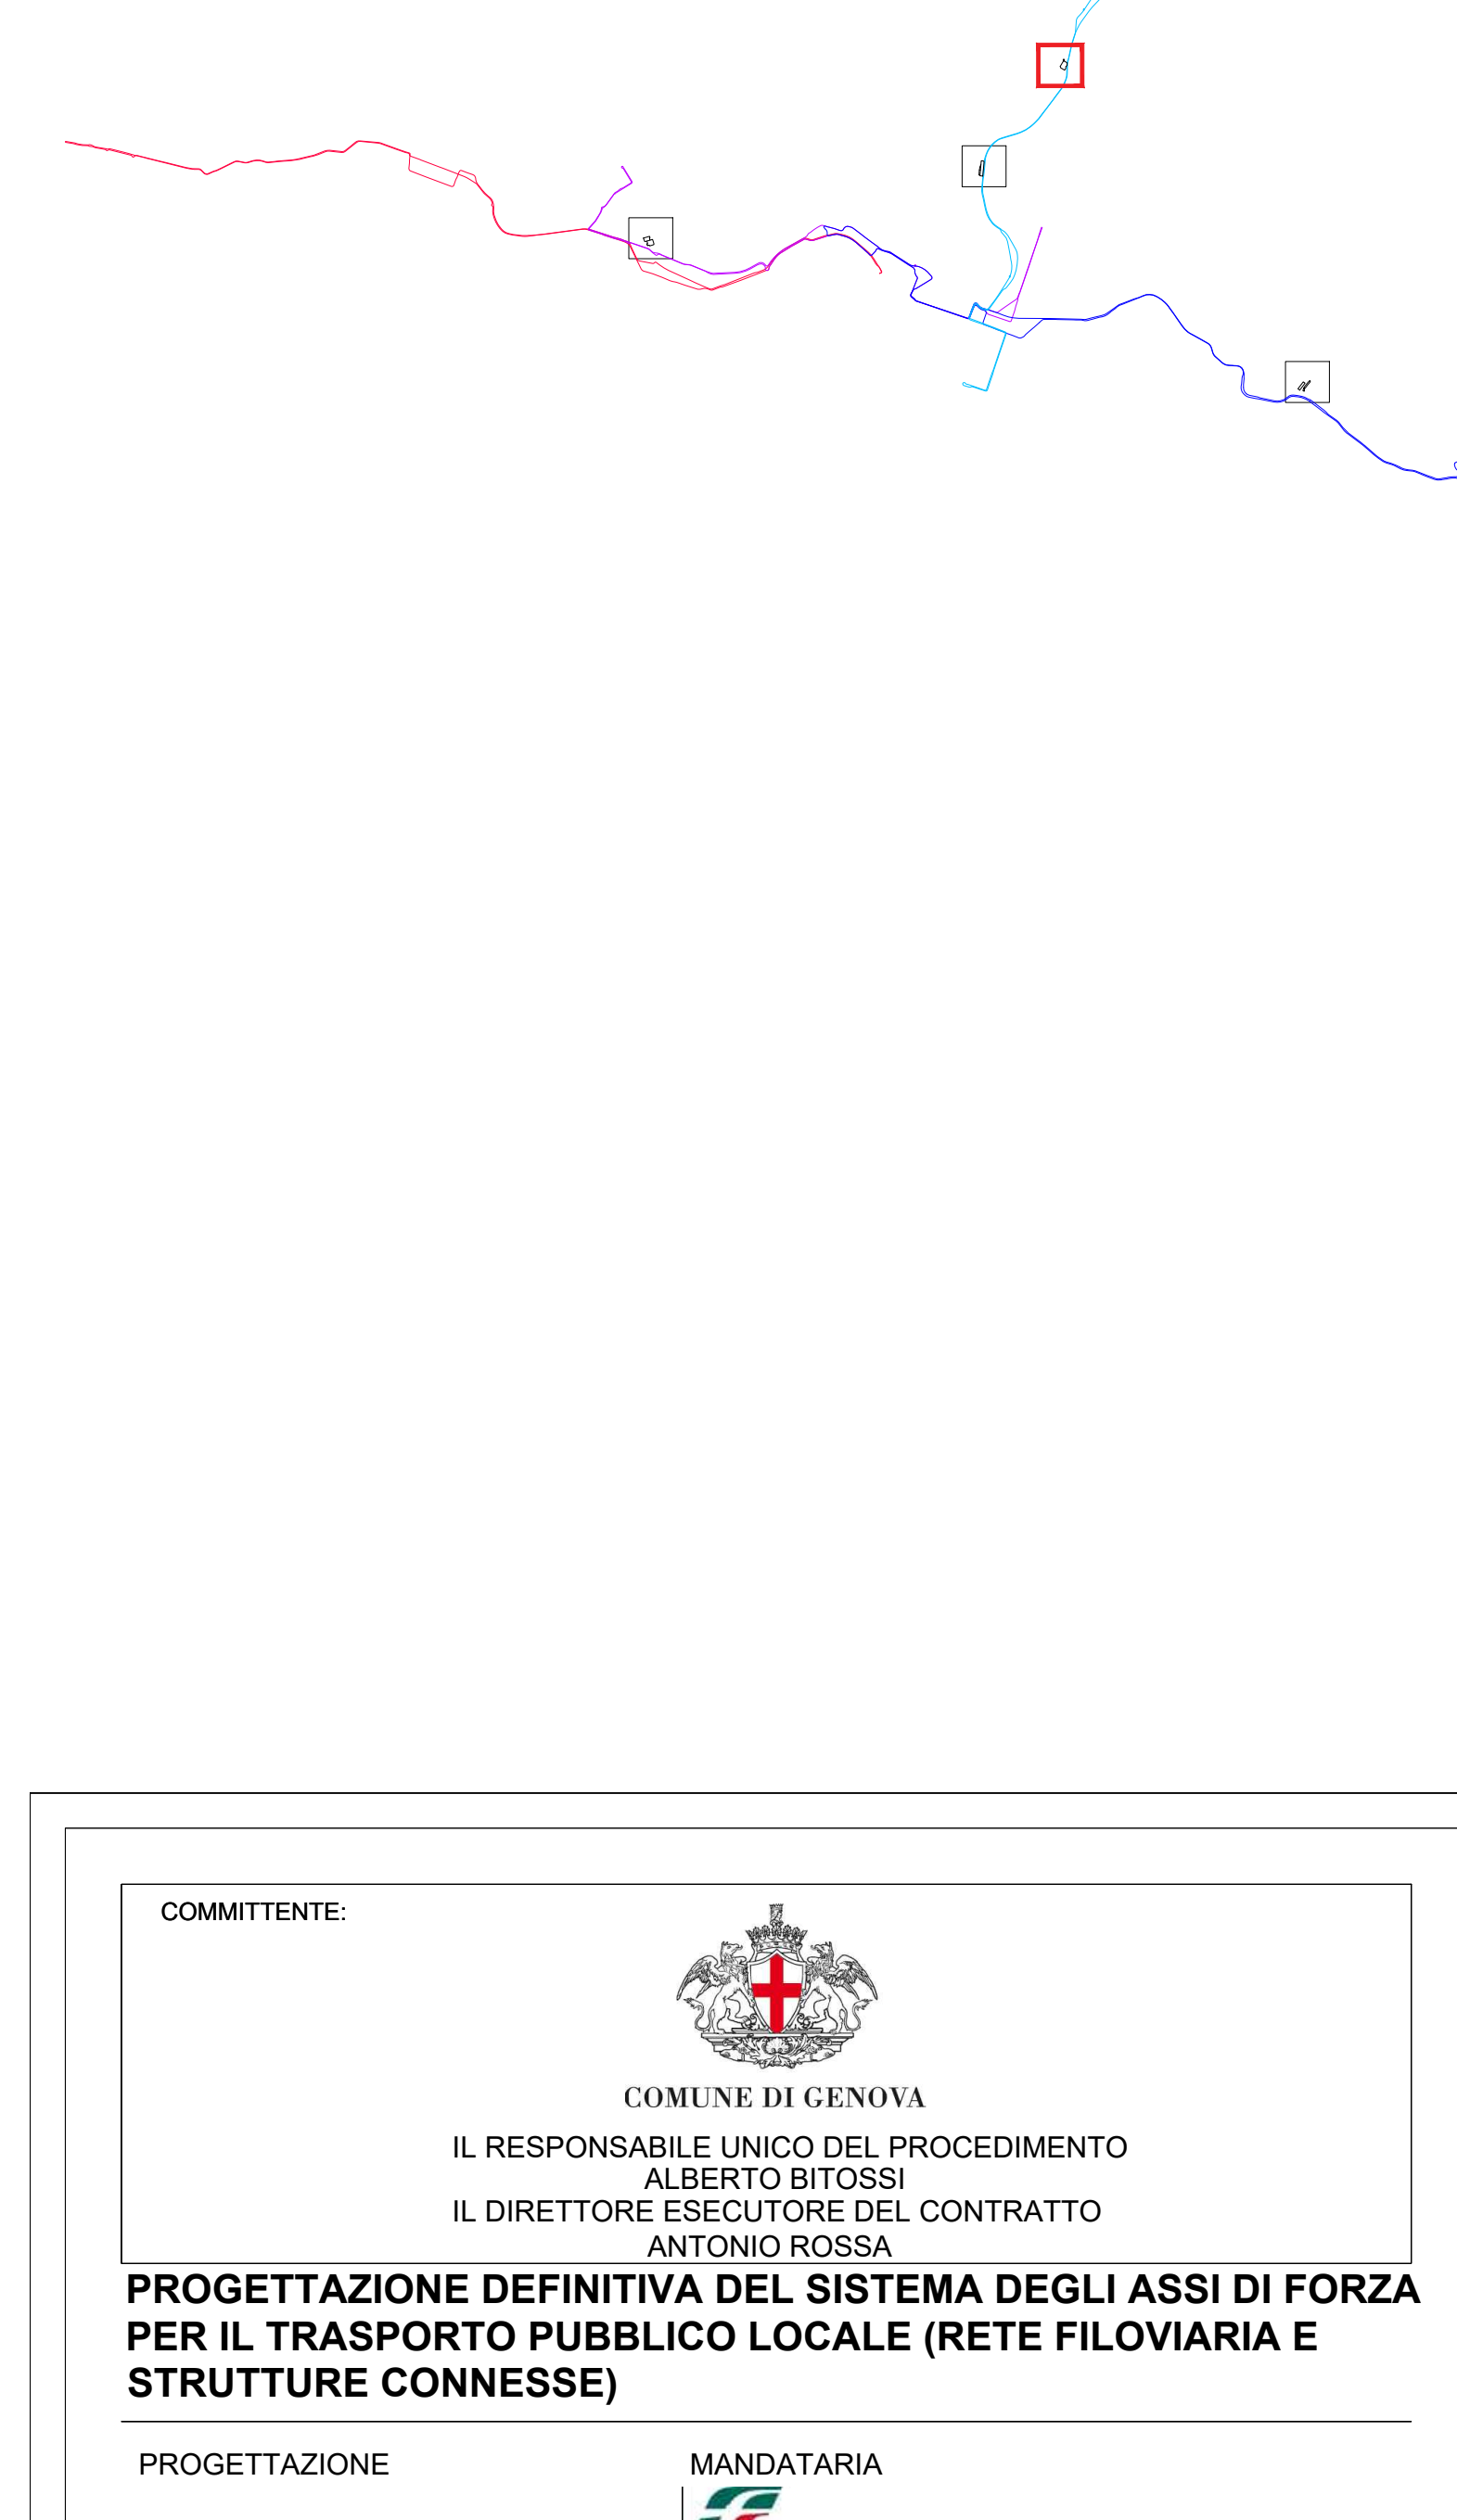 COMMITTENTE:
COMUNE DI GENOVA
IL RESPONSABILE UNICO DEL PROCEDIMENTO
ALBERTO BITOSSI
IL DIRETTORE ESECUTORE DEL CONTRATTO
ANTONIO ROSSA
PROGETTAZIONE DEFINITIVA DEL SISTEMA DEGLI ASSI DI FORZA
PER IL TRASPORTO PUBBLICO LOCALE (RETE FILOVIARIA E
STRUTTURE CONNESSE)
PROGETTAZIONE
MANDATARIA